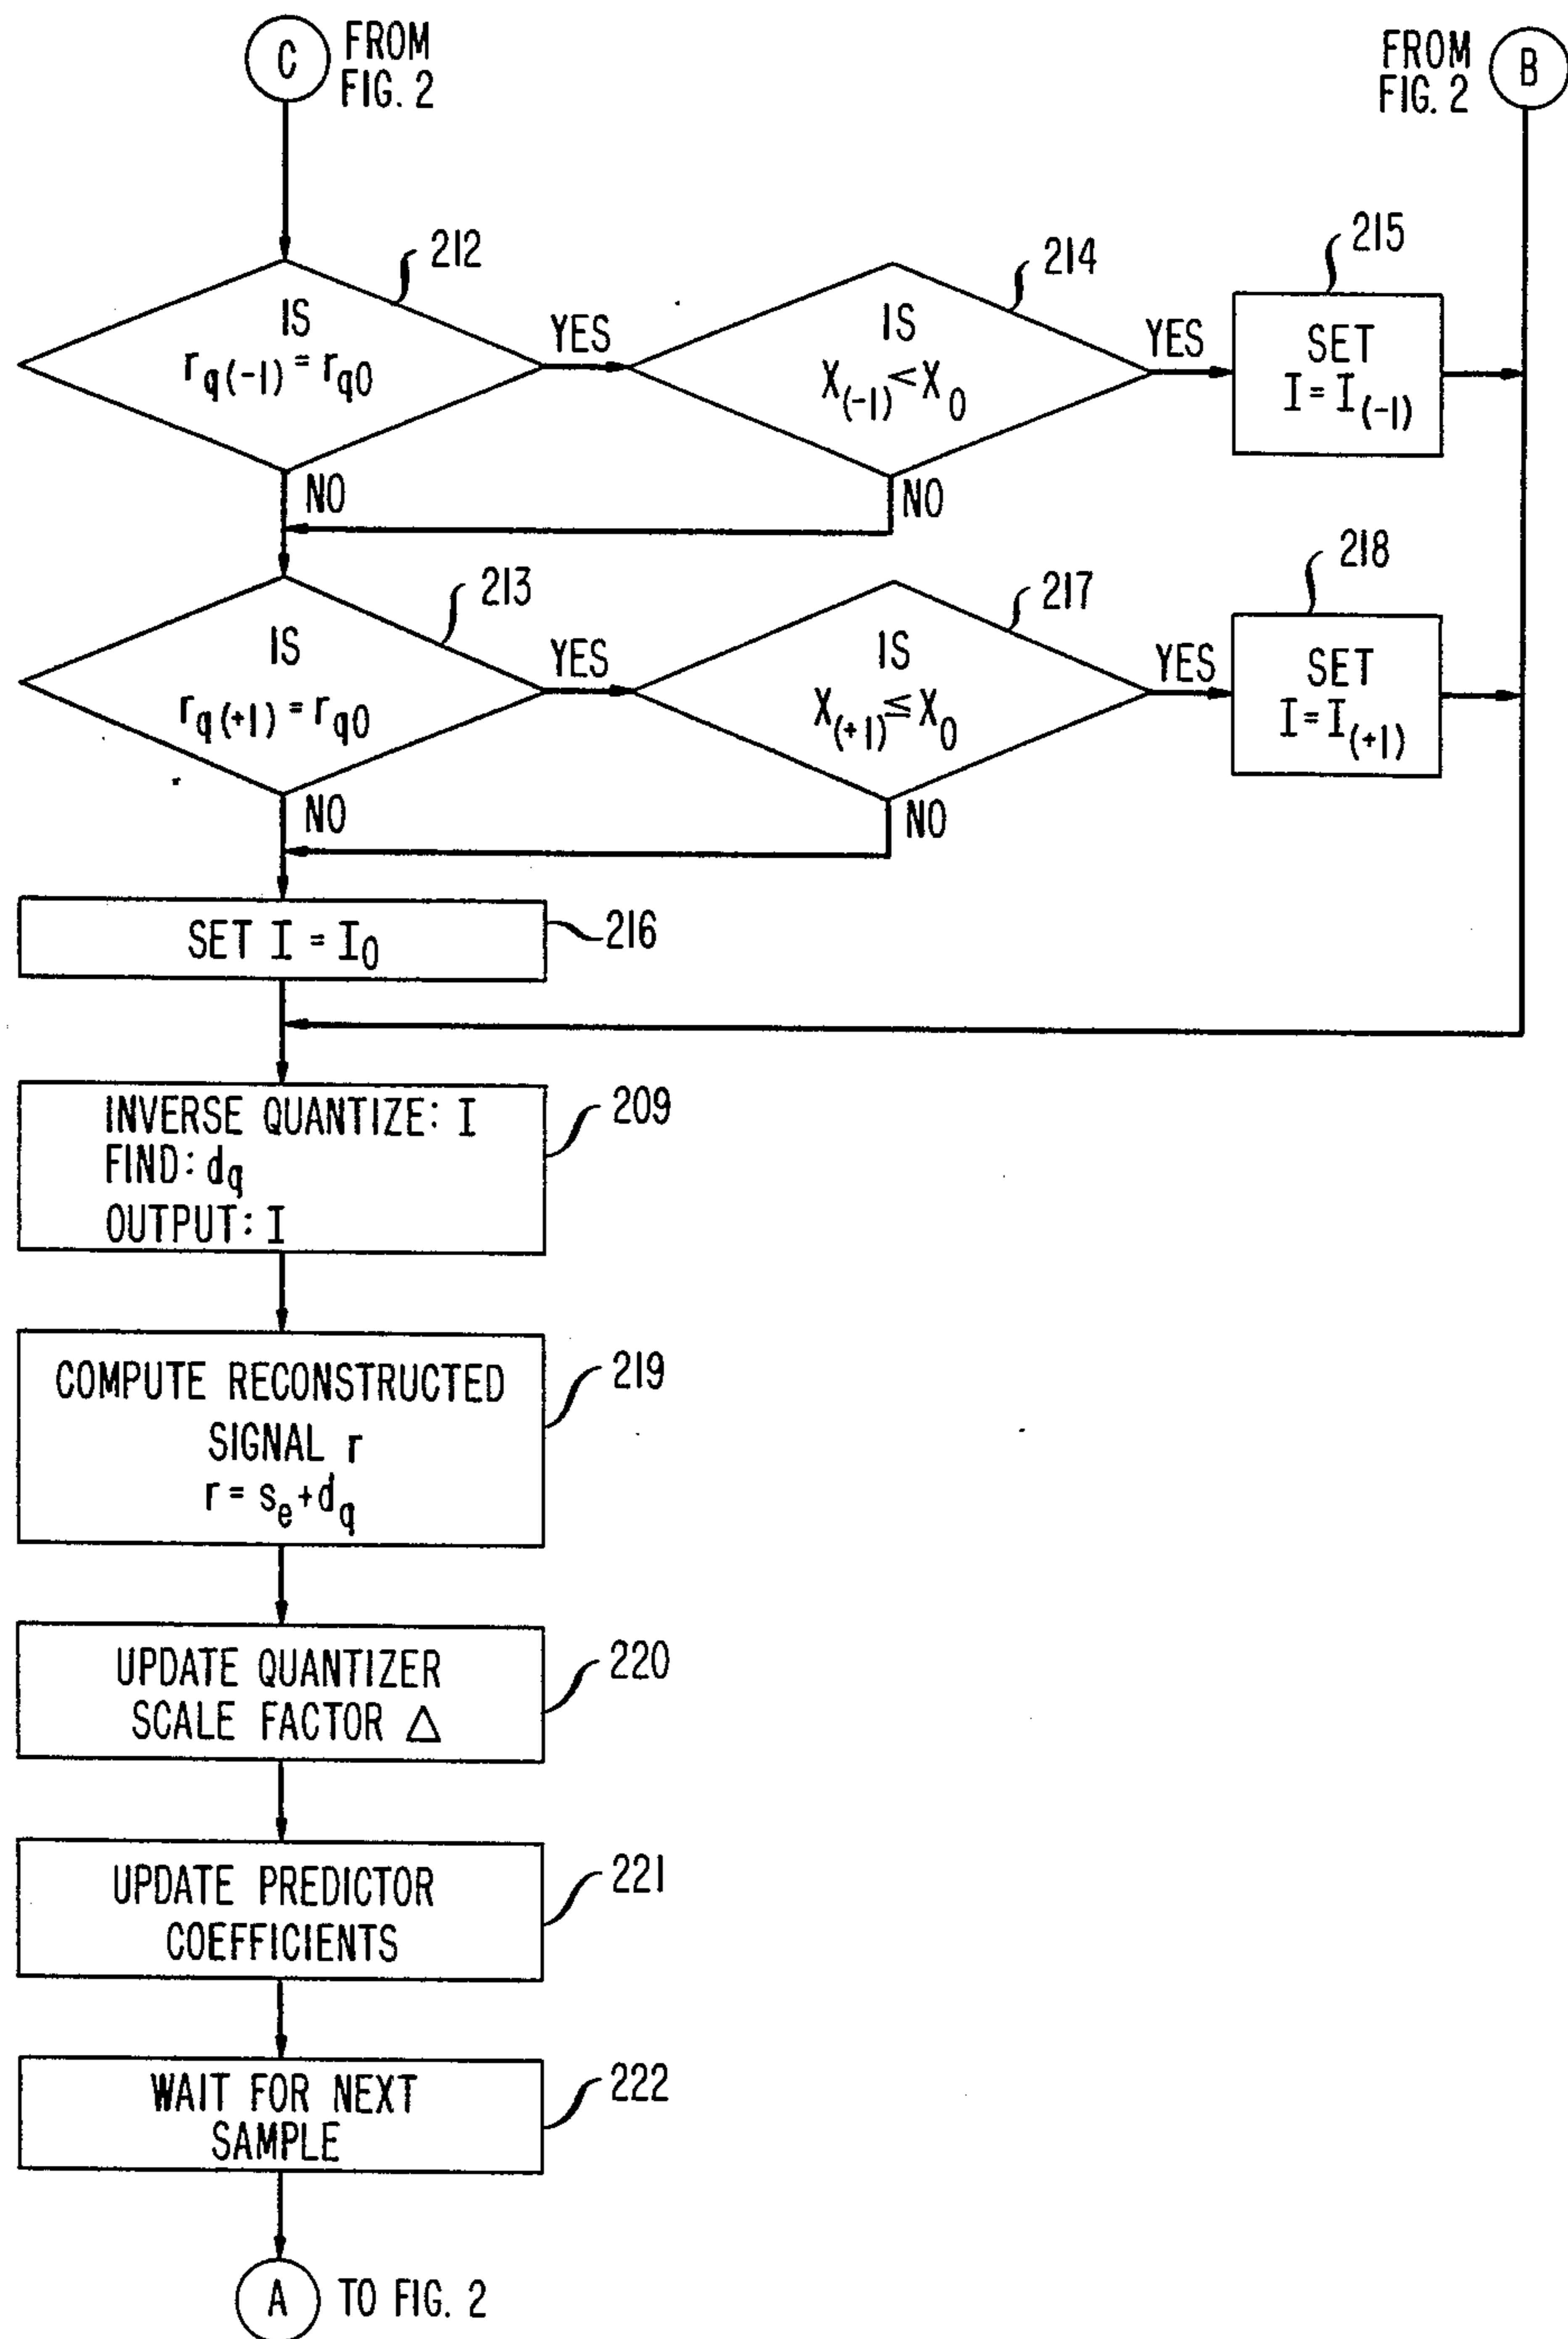 C
FROM
FIG. 2
FROM
FIG. 2
B
212
IS
r_q(-1) = r_q0
YES
NO
214
IS
X_(-1) < X_0
YES
NO
215
SET
I = I_(-1)
213
IS
r_q(+1) = r_q0
YES
NO
217
IS
X_(+1) ≤ X_0
YES
NO
218
SET
I = I_(+1)
SET I = I_0
216
INVERSE QUANTIZE: I
FIND: d_q
OUTPUT: I
209
COMPUTE RECONSTRUCTED
SIGNAL r
r = s_e + d_q
219
UPDATE QUANTIZER
SCALE FACTOR △
220
UPDATE PREDICTOR
COEFFICIENTS
221
WAIT FOR NEXT
SAMPLE
222
A
TO FIG. 2